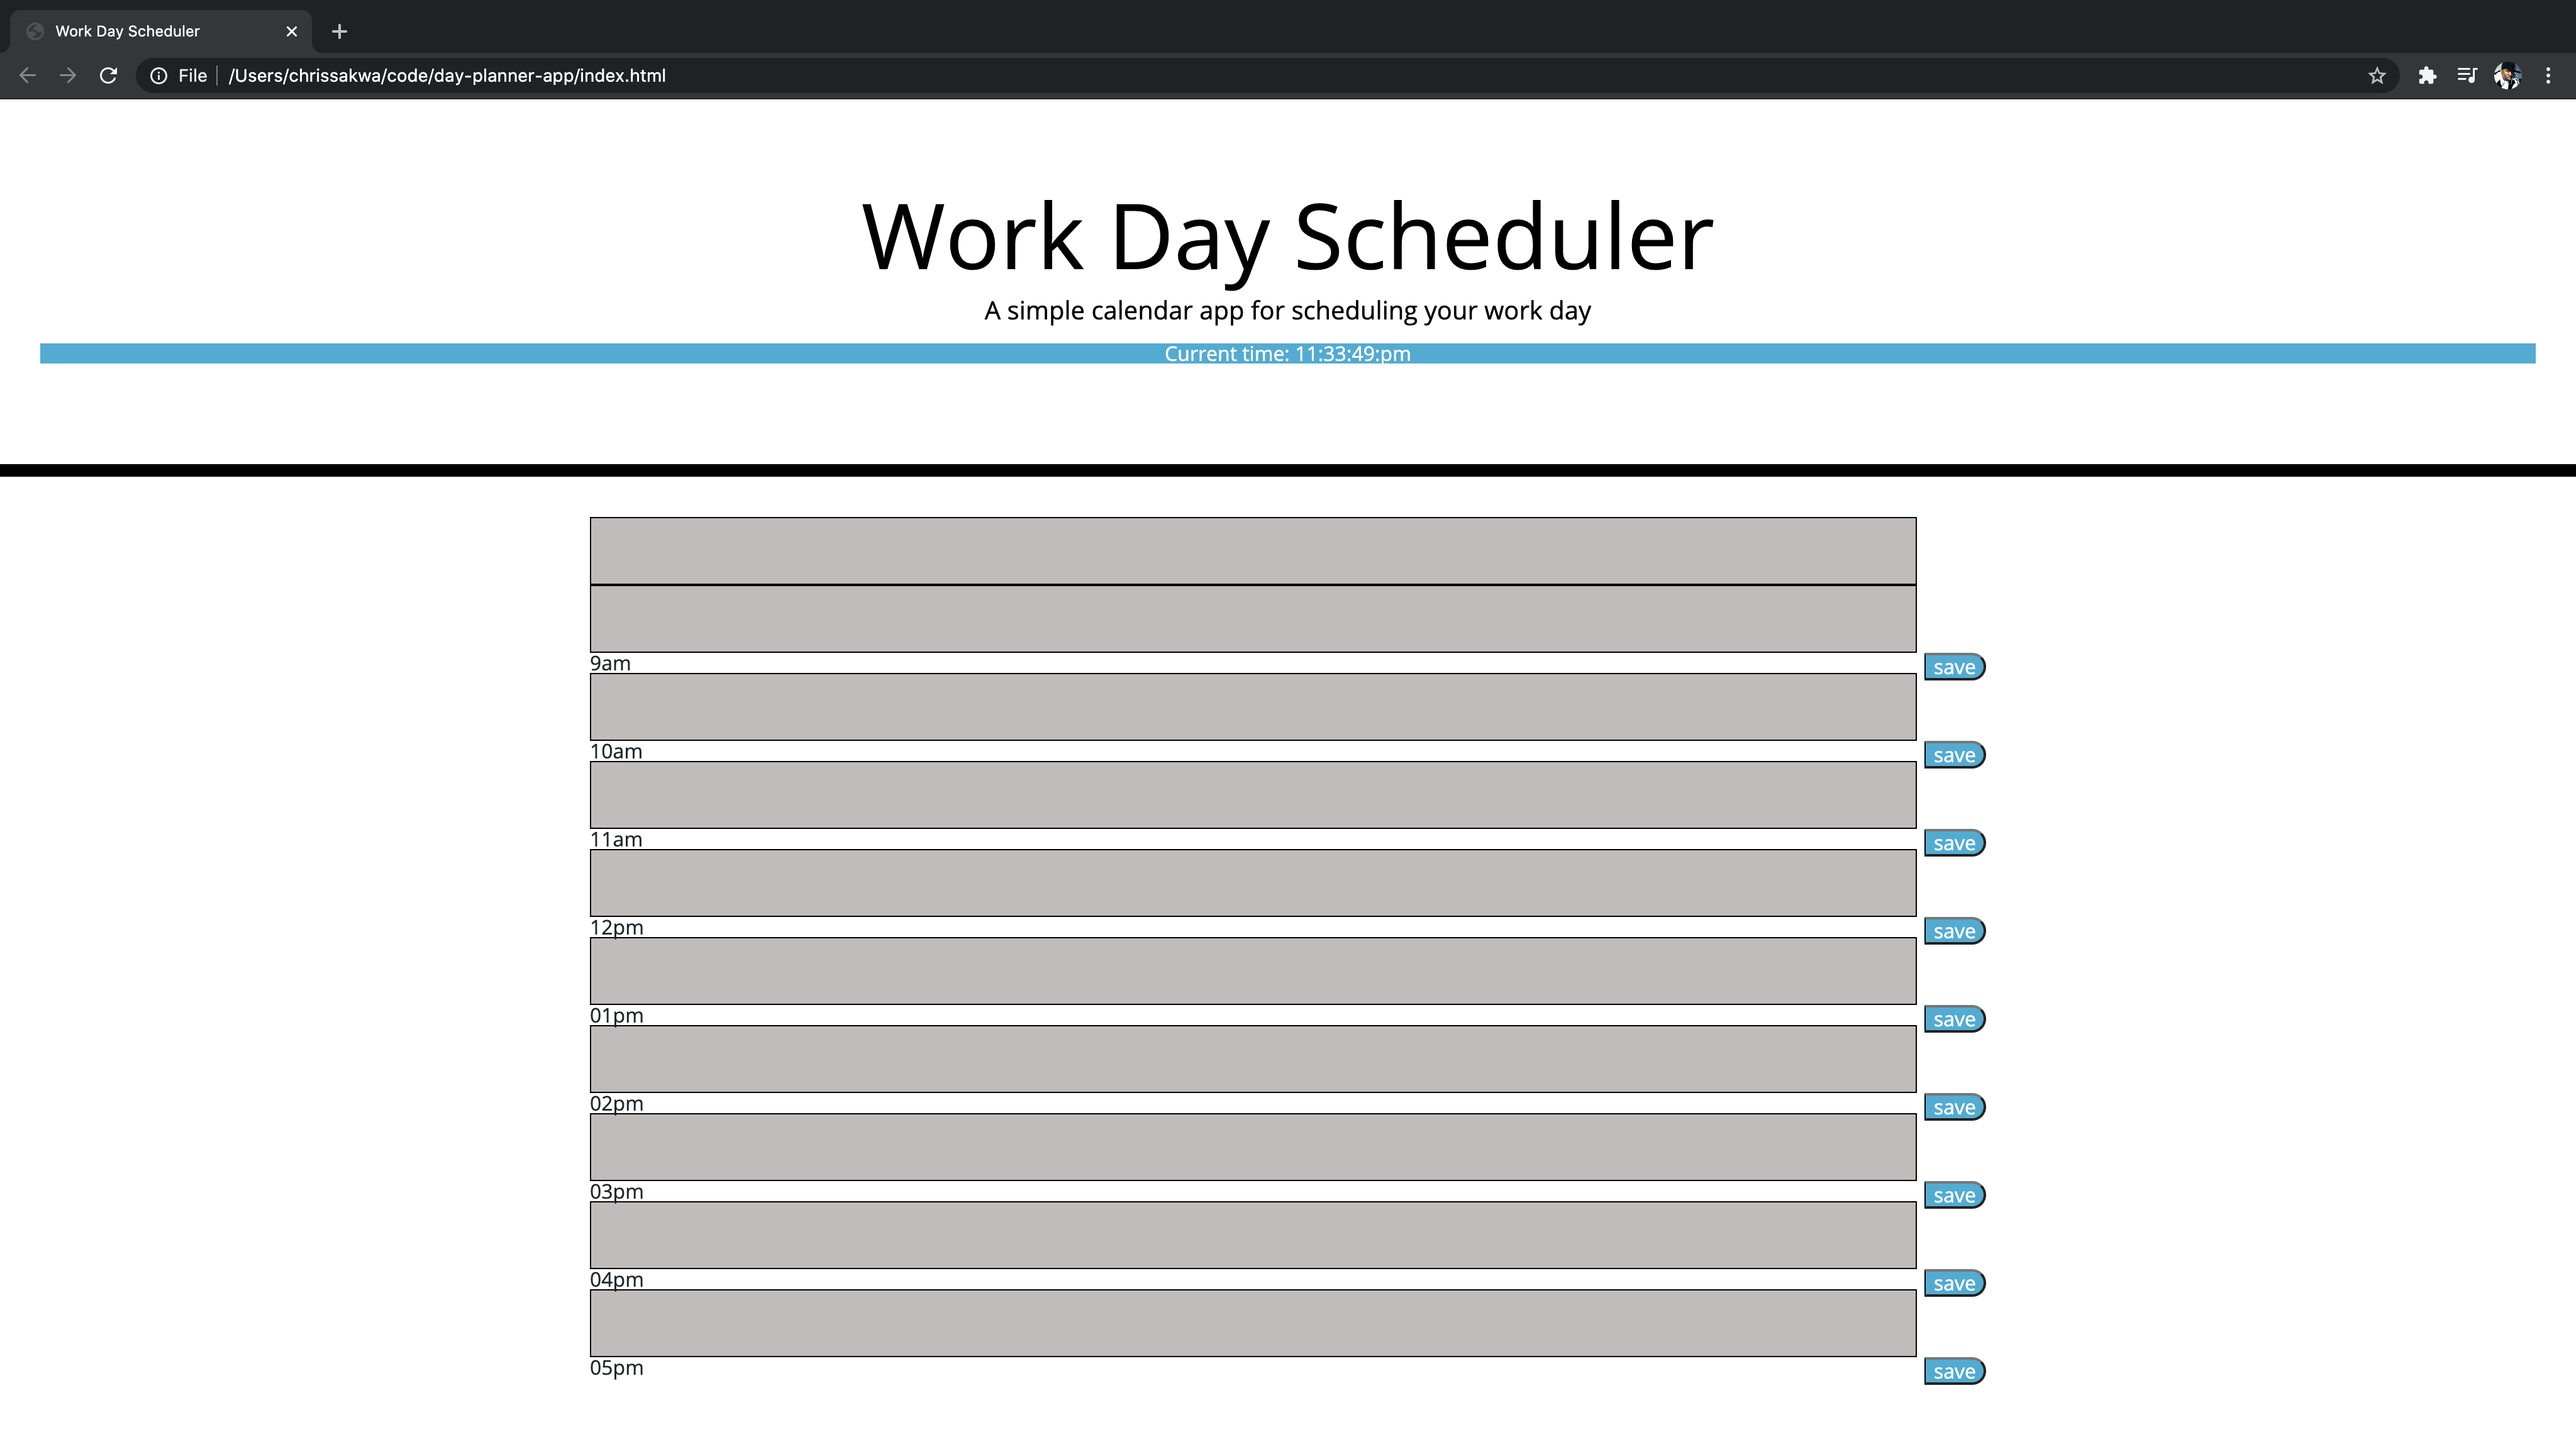 Work Day Scheduler
File /Users/chrissakwa/code/day-planner-app/index.html
Work Day Scheduler
A simple calendar app for scheduling your work day
Current time: 11:33:49:pm
9am save
10am save
11am save
12pm save
01pm save
02pm save
03pm save
04pm save
05pm save